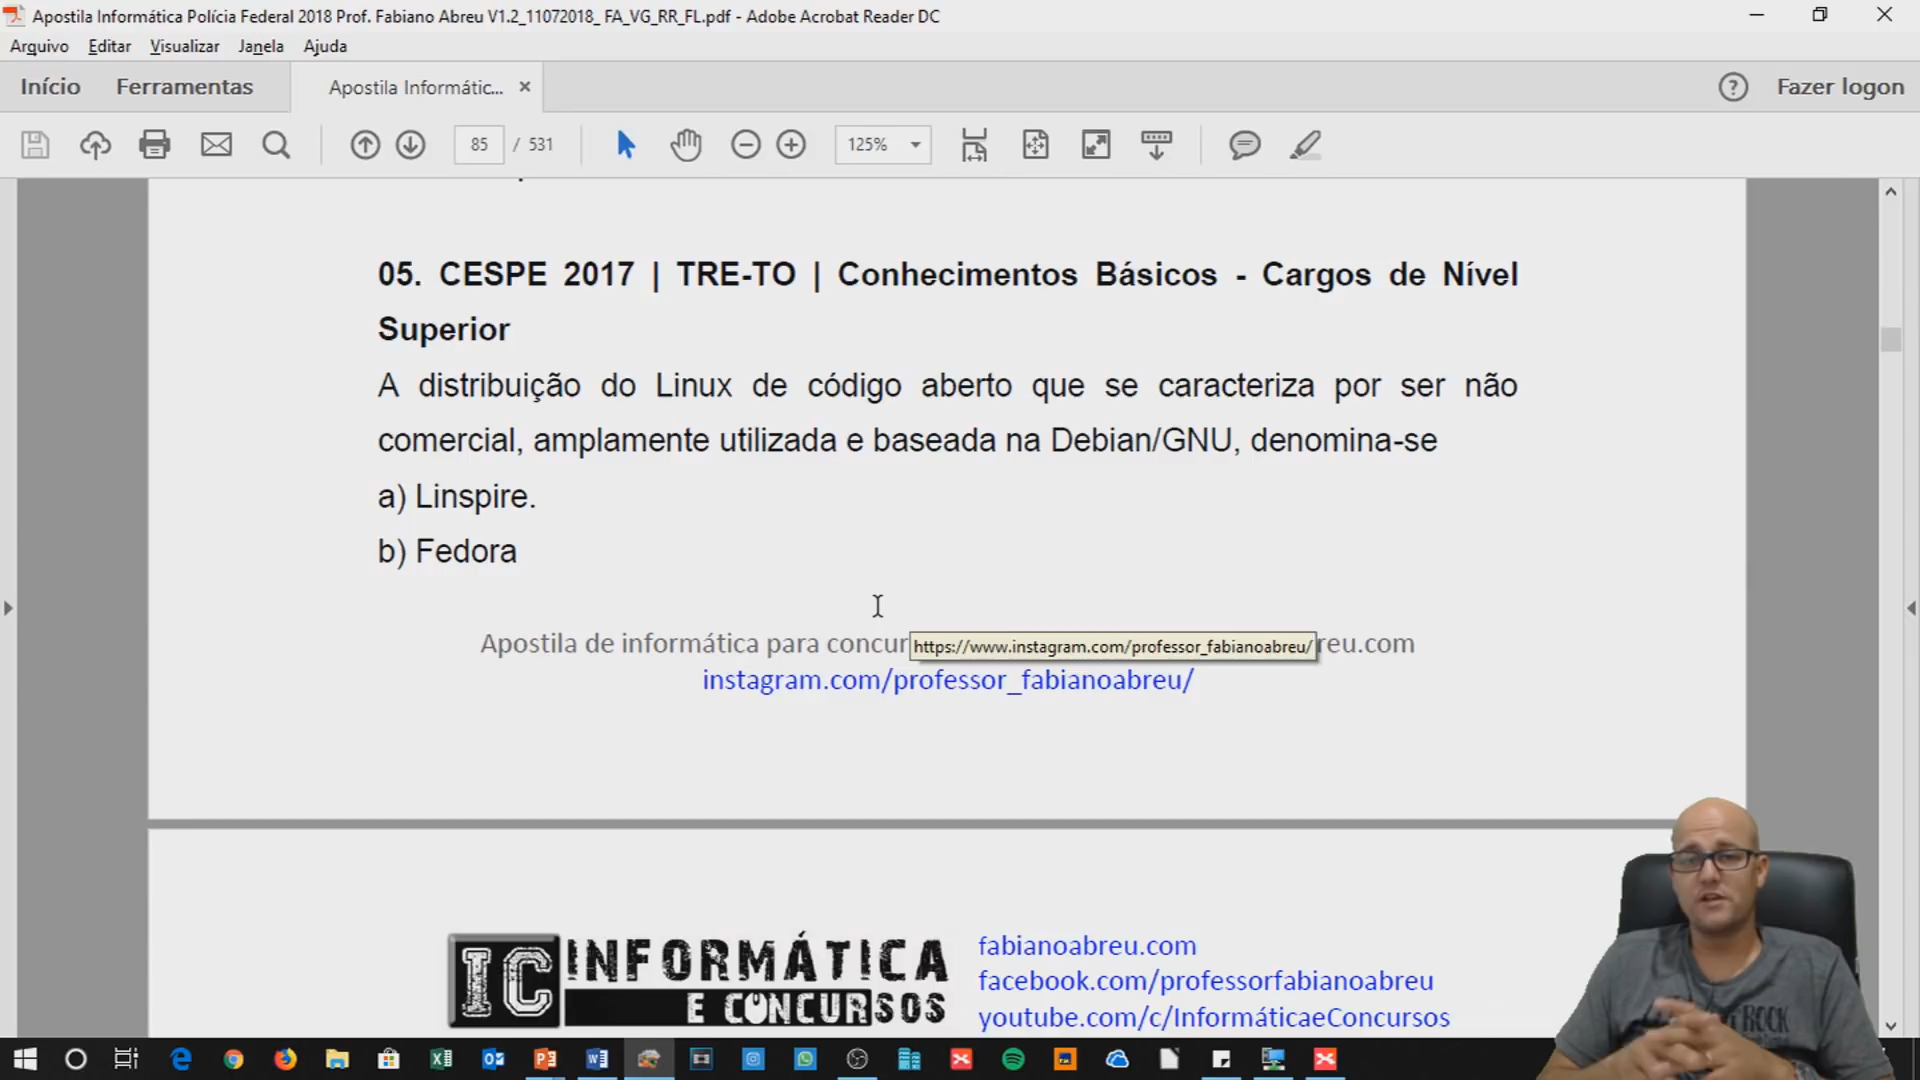 Apostila Informática Polícia Federal 2018 Prof. Fabiano Abreu V1.2_11072018_ FA_VG_RR_FL.pdf - Adobe Acrobat Reader DC
Arquivo Editar Visualizar Janela Ajuda
Início Ferramentas Apostila Informátic... × Fazer logon
85 / 531 125%
05. CESPE 2017 | TRE-TO | Conhecimentos Básicos - Cargos de Nível
Superior
A distribuição do Linux de código aberto que se caracteriza por ser não
comercial, amplamente utilizada e baseada na Debian/GNU, denomina-se
a) Linspire.
b) Fedora
Apostila de informática para concur https://www.instagram.com/professor_fabianoabreu/ reu.com
instagram.com/professor_fabianoabreu/
IC INFORMÁTICA
E CONCURSOS
fabianoabreu.com
facebook.com/professorfabianoabreu
youtube.com/c/InformáticaeConcursos
ROCK